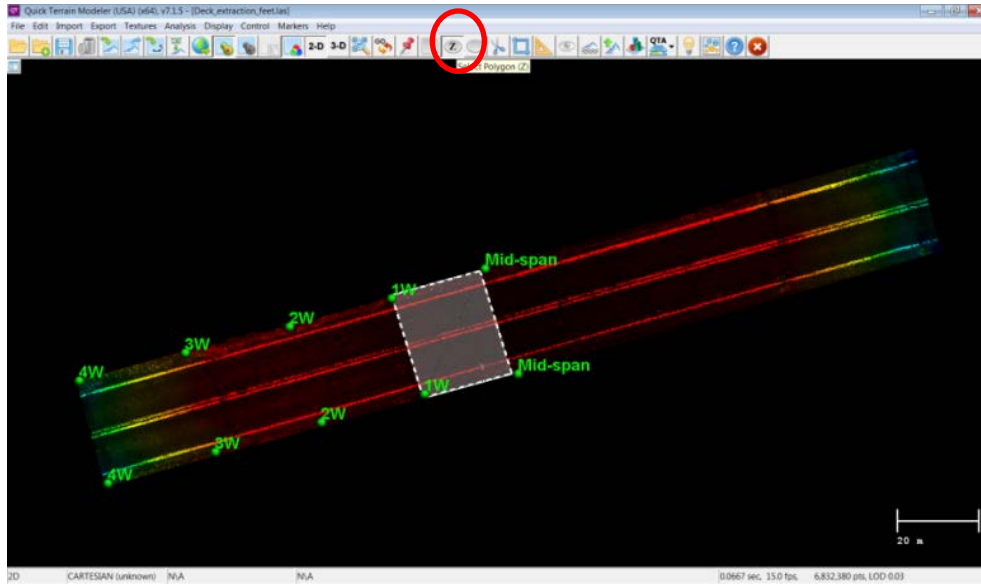 Quick Terrain Modeler (USA) (x64), v7.1.5 - [Deck_extraction_feet.las]
File Edit Import Export Textures Analysis Display Control Markers Help
2-D 3-D Z QTA
Select Polygon (Z)
Mid-span
1W
2W
3W
4W
Mid-span
1W
2W
3W
4W
20 m
2D CARTESIAN (unknown) N\A N\A 0.0667 sec, 15.0 fps, 6,832,380 pts, LOD 0.03